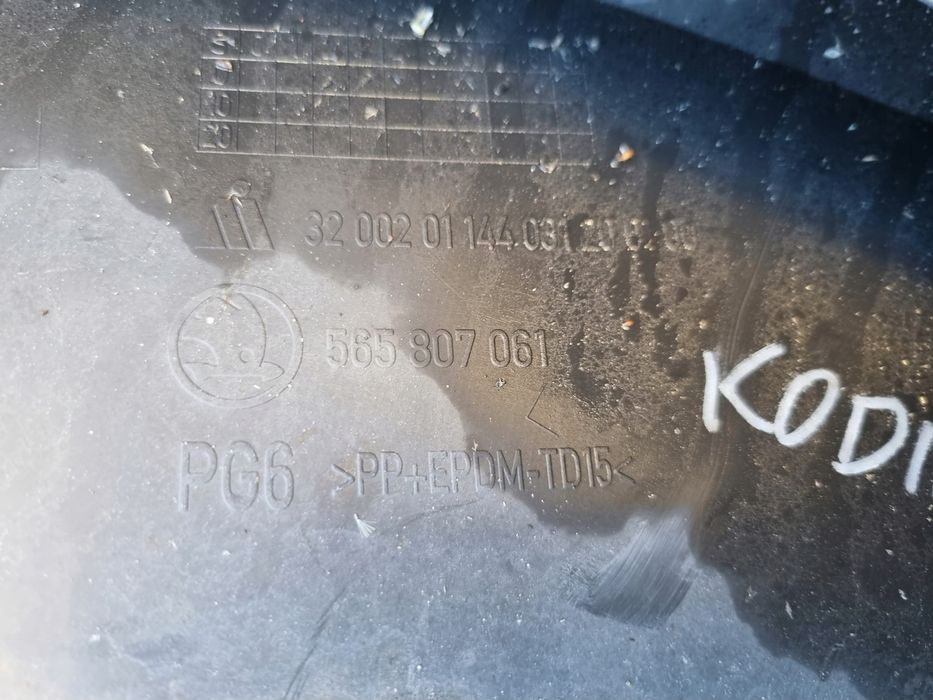 32 002 01 144 031
565 807 061
KODI
PG6 >PP+EPDM-TD15<